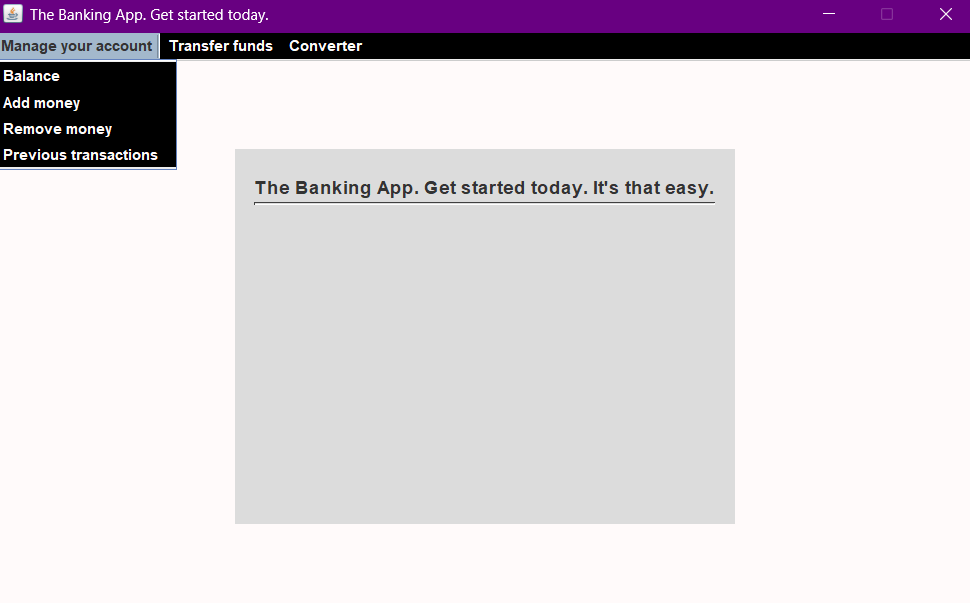 The Banking App. Get started today.
Manage your account Transfer funds Converter
Balance
Add money
Remove money
Previous transactions
The Banking App. Get started today. It's that easy.